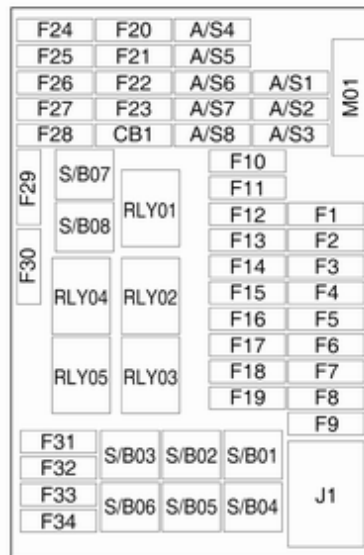 F24 F20 A/S4
F25 F21 A/S5
F26 F22 A/S6 A/S1
F27 F23 A/S7 A/S2
F28 CB1 A/S8 A/S3
M01
F29
F30
S/B07
S/B08
RLY01
RLY04 RLY02
RLY05 RLY03
F10
F11
F12 F1
F13 F2
F14 F3
F15 F4
F16 F5
F17 F6
F18 F7
F19 F8
F9
F31
F32
F33
F34
S/B03 S/B02 S/B01
S/B06 S/B05 S/B04
J1